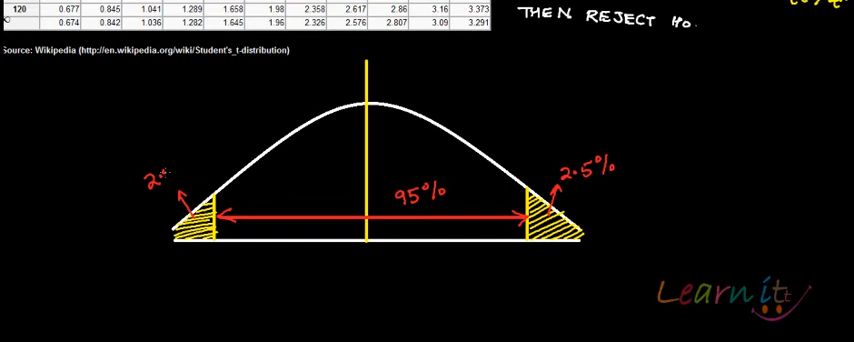 120 0.677 0.845 1.041 1.289 1.658 1.98 2.358 2.617 2.86 3.16 3.373
0.674 0.842 1.036 1.282 1.645 1.96 2.326 2.576 2.807 3.09 3.291
THEN REJECT H0.
Source: Wikipedia (http://en.wikipedia.org/wiki/Student's_t-distribution)
2.
2.5%
95%
Learnitt